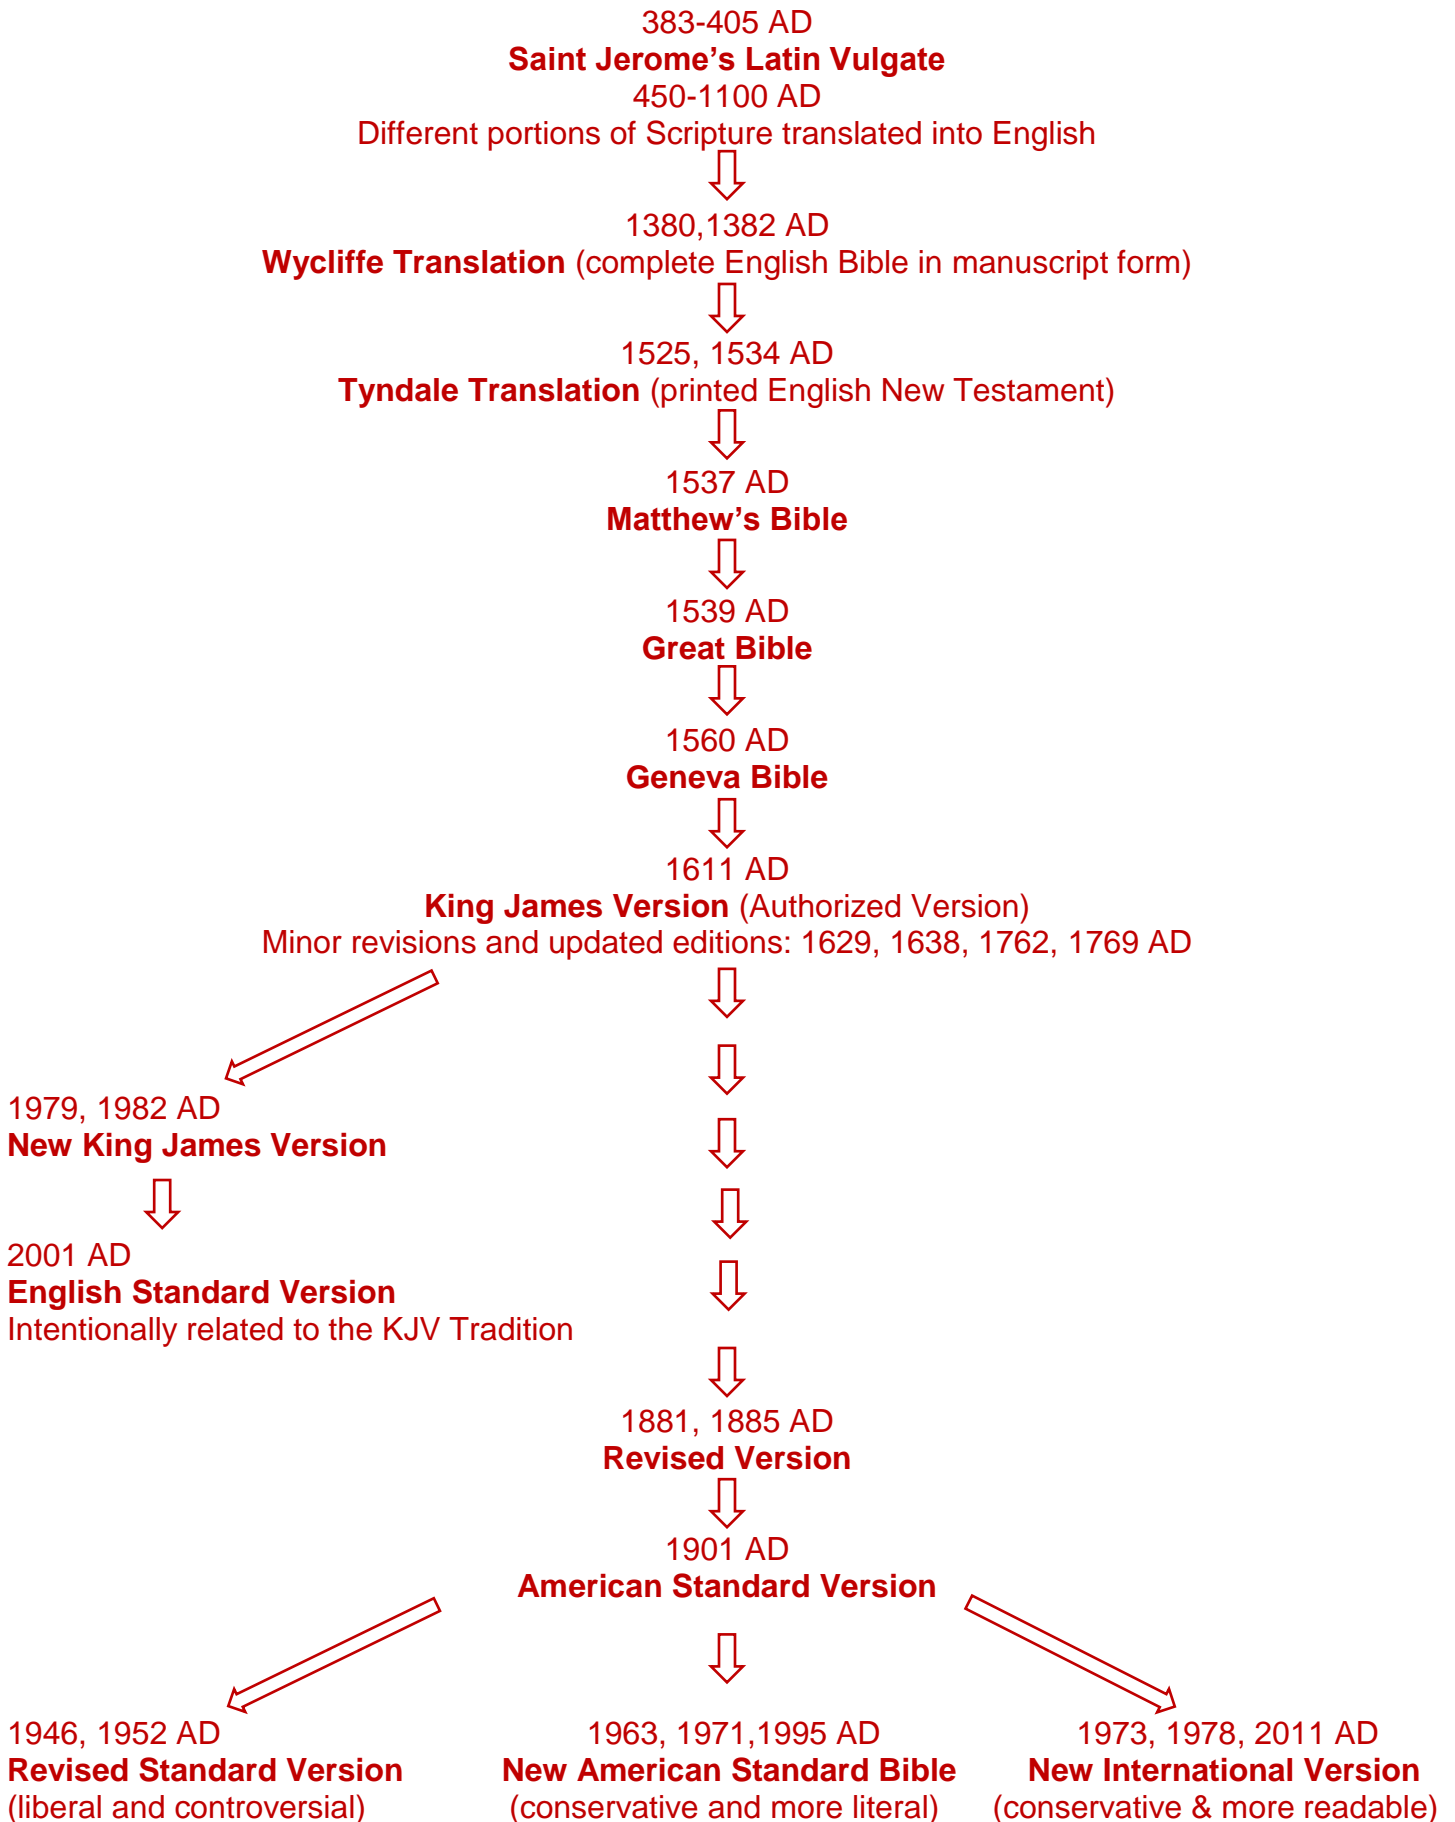 383-405 AD
Saint Jerome’s Latin Vulgate
450-1100 AD
Different portions of Scripture translated into English
1380,1382 AD
Wycliffe Translation (complete English Bible in manuscript form)
1525, 1534 AD
Tyndale Translation (printed English New Testament)
1537 AD
Matthew’s Bible
1539 AD
Great Bible
1560 AD
Geneva Bible
1611 AD
King James Version (Authorized Version)
Minor revisions and updated editions: 1629, 1638, 1762, 1769 AD
1979, 1982 AD
New King James Version
2001 AD
English Standard Version
Intentionally related to the KJV Tradition
1881, 1885 AD
Revised Version
1901 AD
American Standard Version
1946, 1952 AD
Revised Standard Version
(liberal and controversial)
1963, 1971,1995 AD
New American Standard Bible
(conservative and more literal)
1973, 1978, 2011 AD
New International Version
(conservative & more readable)